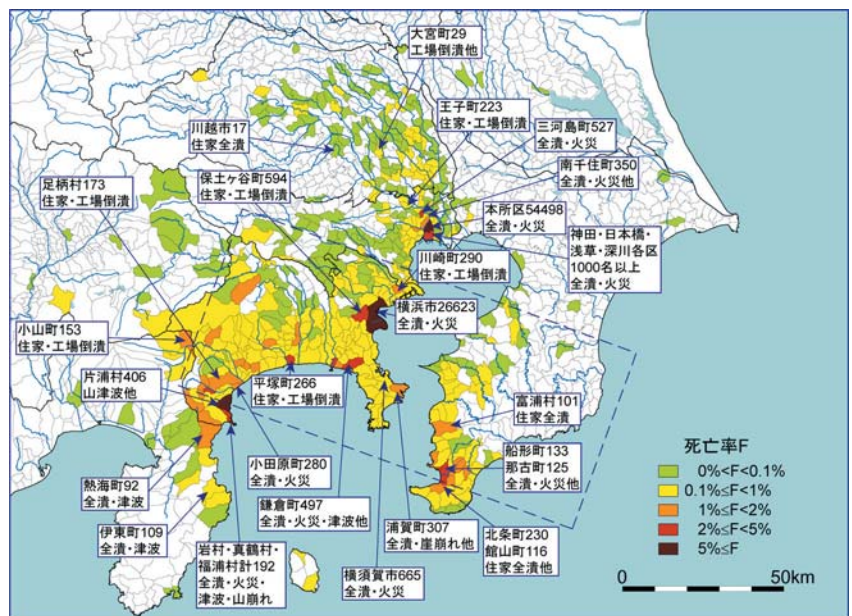 大宮町29
工場倒潰他
王子町223
住家・工場倒潰
三河島町527
全潰・火災
川越市17
住家全潰
南千住町350
全潰・火災他
足柄村173
住家・工場倒潰
保土ヶ谷町594
住家・工場倒潰
本所区54498
全潰・火災
神田・日本橋・
浅草・深川各区
1000名以上
全潰・火災
川崎町290
住家・工場倒潰
横浜市26623
全潰・火災
小山町153
住家・工場倒潰
片浦村406
山津波他
平塚町266
住家・工場倒潰
富浦村101
住家全潰
船形町133
那古町125
全潰・火災他
小田原町280
全潰・火災
熱海町92
全潰・津波
鎌倉町497
全潰・火災・津波他
浦賀町307
全潰・崖崩れ他
北条町230
館山町116
住家全潰他
伊東町109
全潰・津波
岩村・真鶴村・
福浦村計192
全潰・火災・
津波・山崩れ
横須賀市665
全潰・火災
死亡率F
0%<F<0.1%
0.1%≤F<1%
1%≤F<2%
2%≤F<5%
5%≤F
0 50km